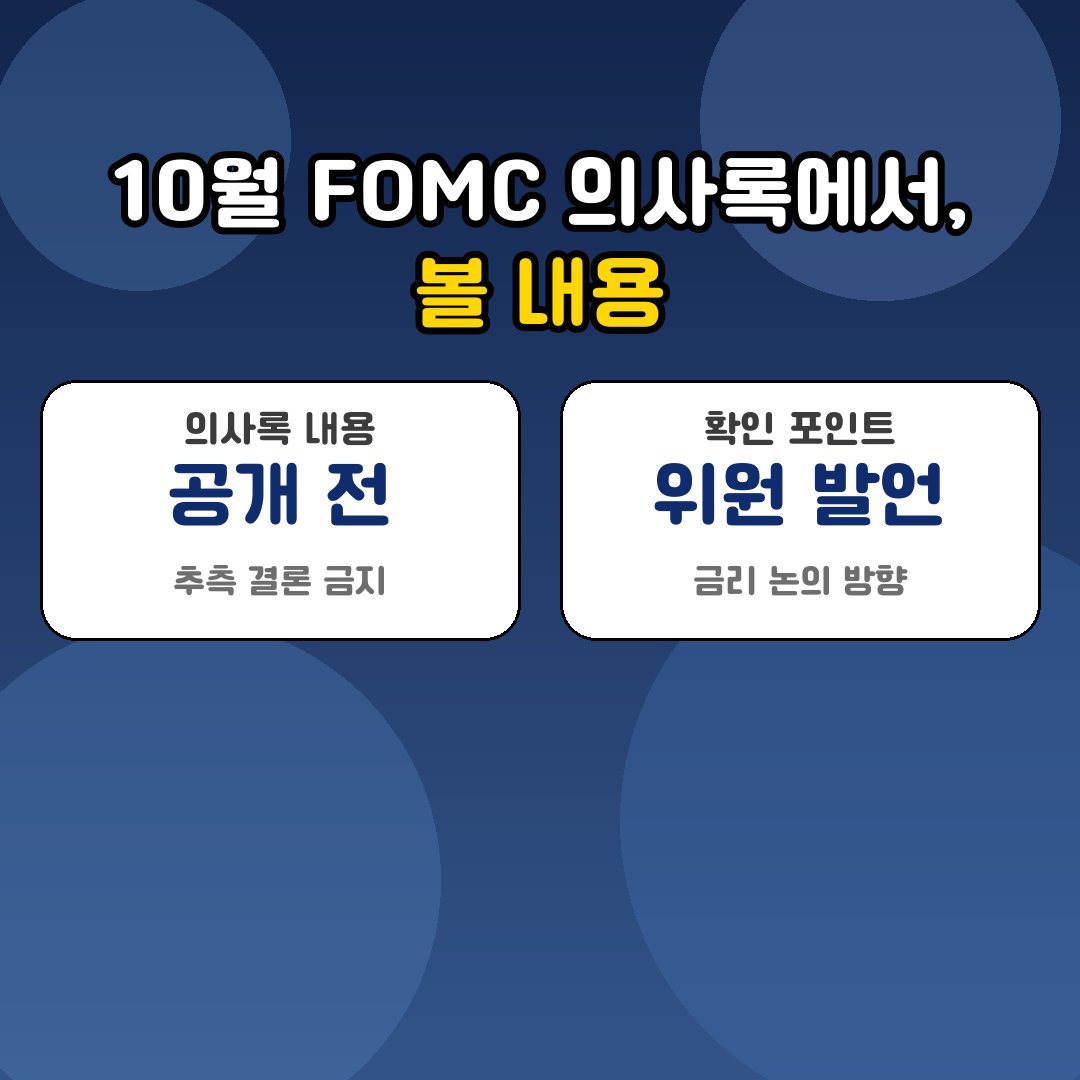 10월 FOMC 의사록에서,
볼 내용
의사록 내용
공개 전
추측 결론 금지
확인 포인트
위원 발언
금리 논의 방향